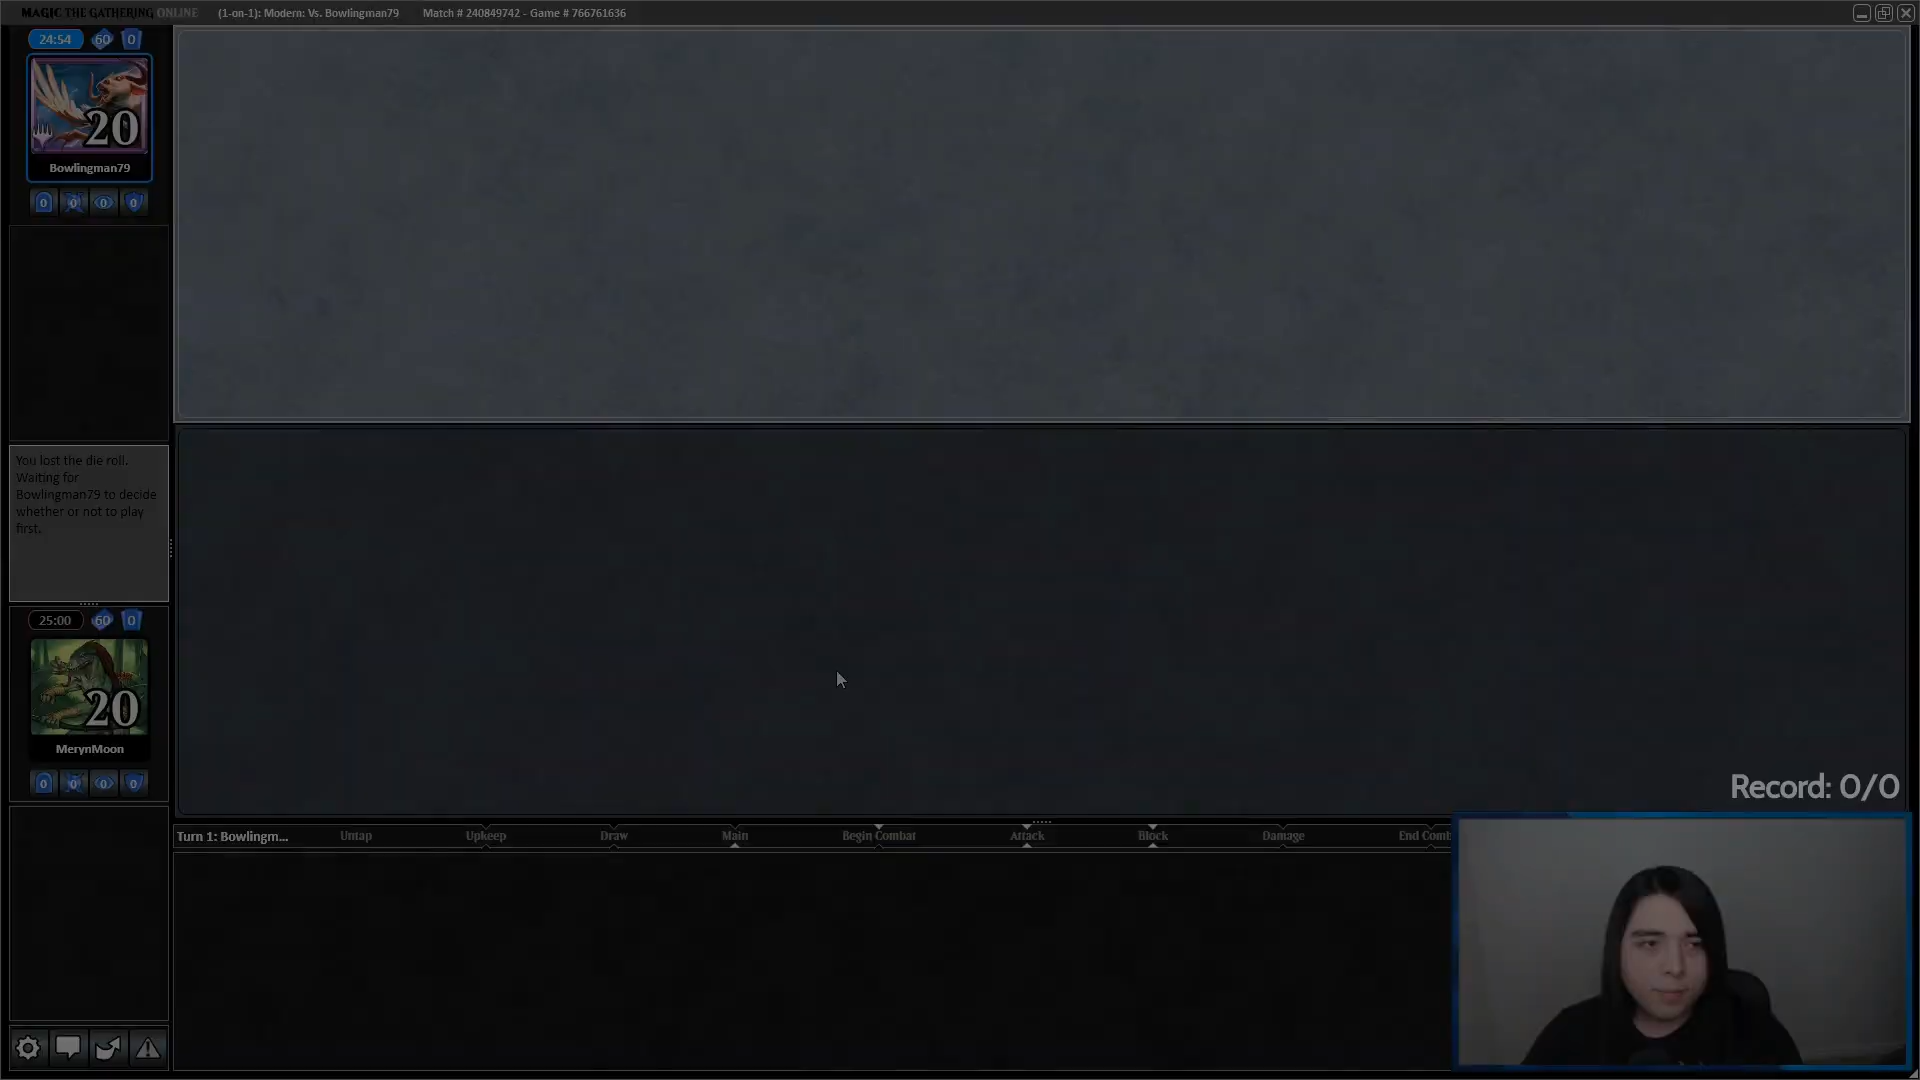 MAGIC THE GATHERING ONLINE (1-on-1): Modern: Vs. Bowlingman79 Match # 240849742 - Game # 766761636
24:54 60 0
20
Bowlingman79
0 0 0 0
You lost the die roll.
Waiting for
Bowlingman79 to decide
whether or not to play
first.
25:00 60 0
20
MerynMoon
0 0 0 0
Record: 0/0
Turn 1: Bowlingm... Untap Upkeep Draw Main Begin Combat Attack Block Damage End Comb